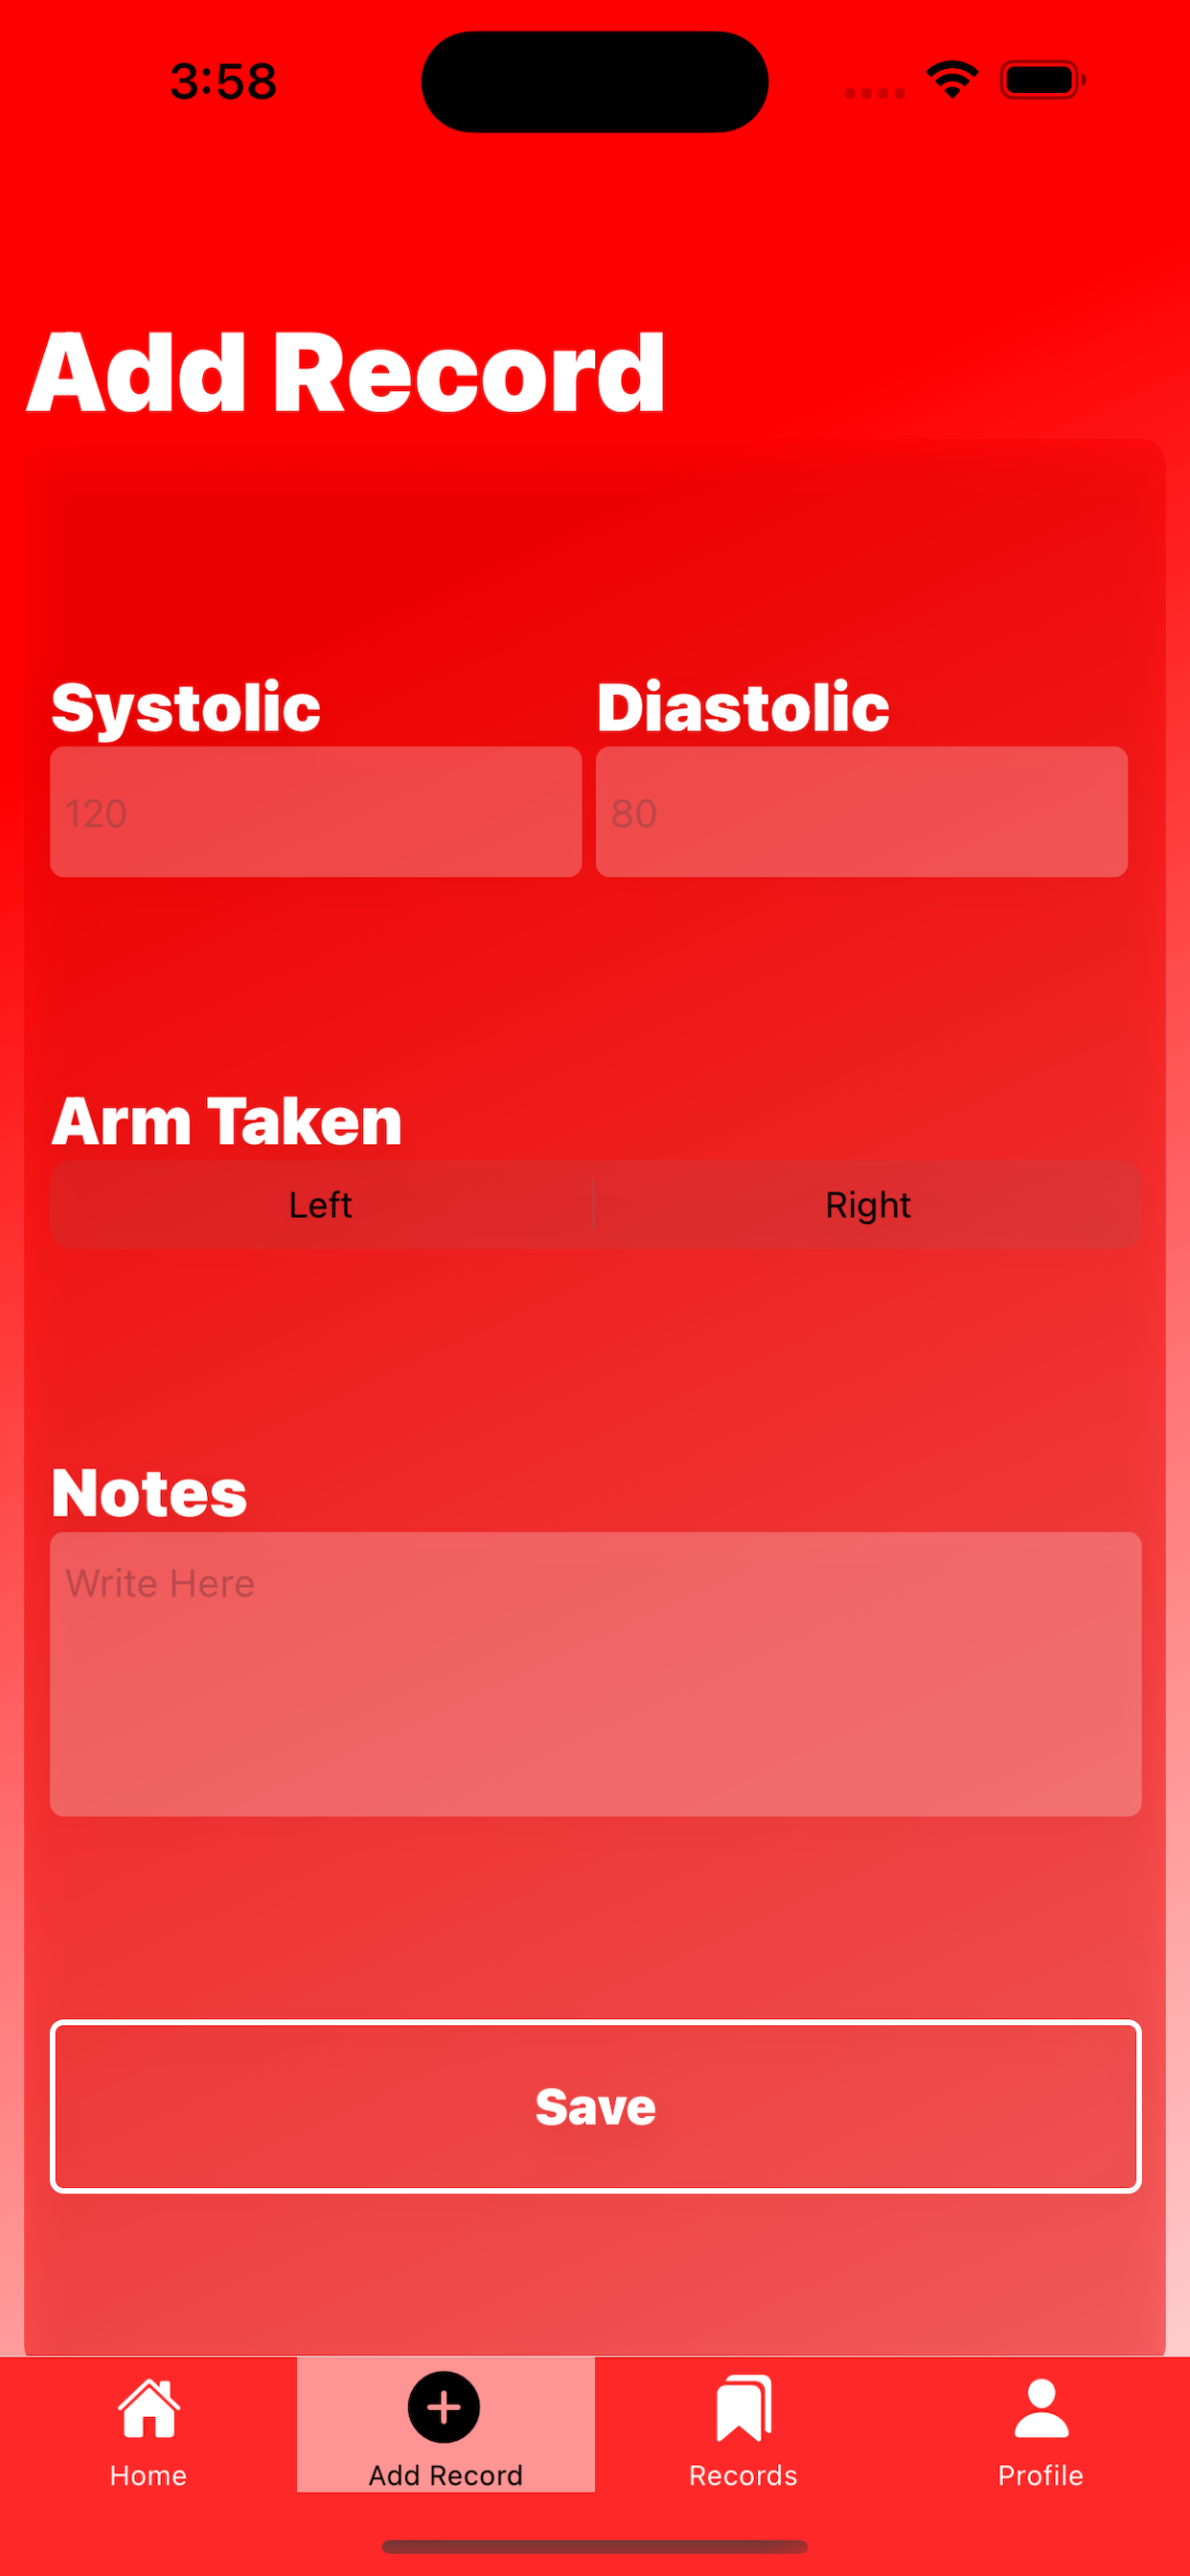 3:58
Add Record
Systolic Diastolic
120 80
Arm Taken
Left Right
Notes
Write Here
Save
Home Add Record Records Profile